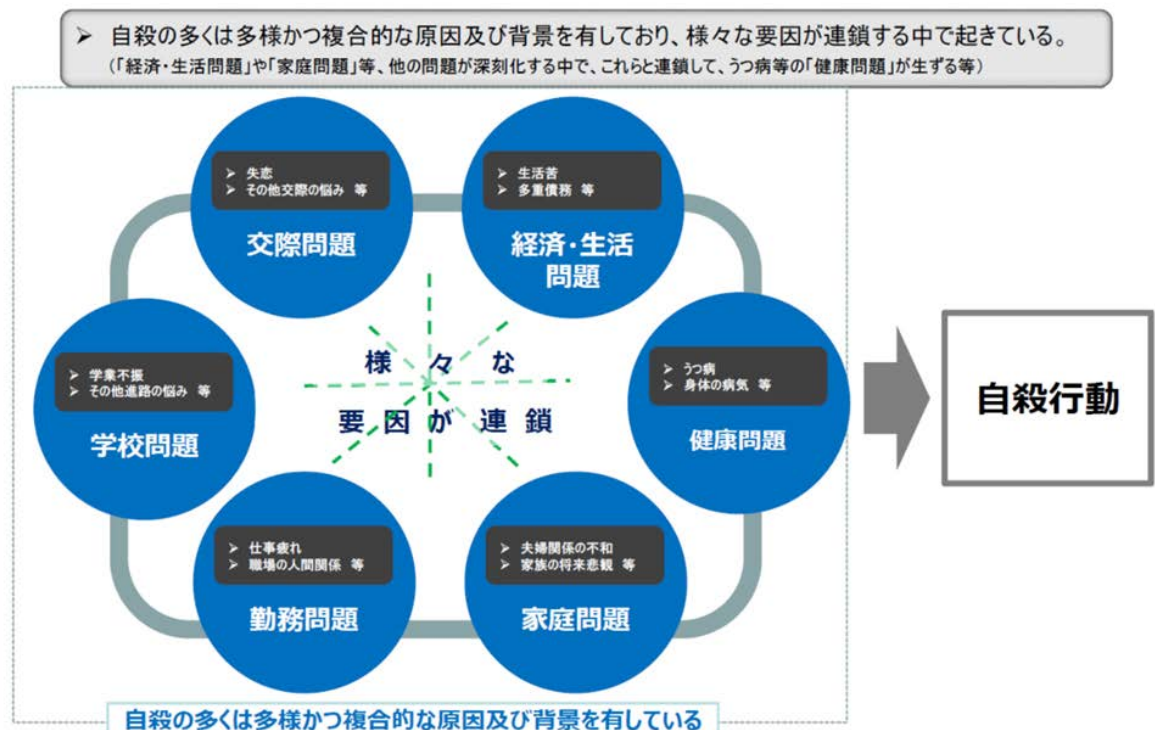 ➢ 自殺の多くは多様かつ複合的な原因及び背景を有しており、様々な要因が連鎖する中で起きている。
（「経済・生活問題」や「家庭問題」等、他の問題が深刻化する中で、これらと連鎖して、うつ病等の「健康問題」が生ずる等）
➢ 失恋
➢ その他交際の悩み 等
交際問題
➢ 生活苦
➢ 多重債務 等
経済・生活
問題
➢ 学業不振
➢ その他進路の悩み 等
学校問題
様々な
要因が連鎖
➢ うつ病
➢ 身体の病気 等
健康問題
自殺行動
➢ 仕事疲れ
➢ 職場の人間関係 等
勤務問題
➢ 夫婦関係の不和
➢ 家族の将来悲観 等
家庭問題
自殺の多くは多様かつ複合的な原因及び背景を有している